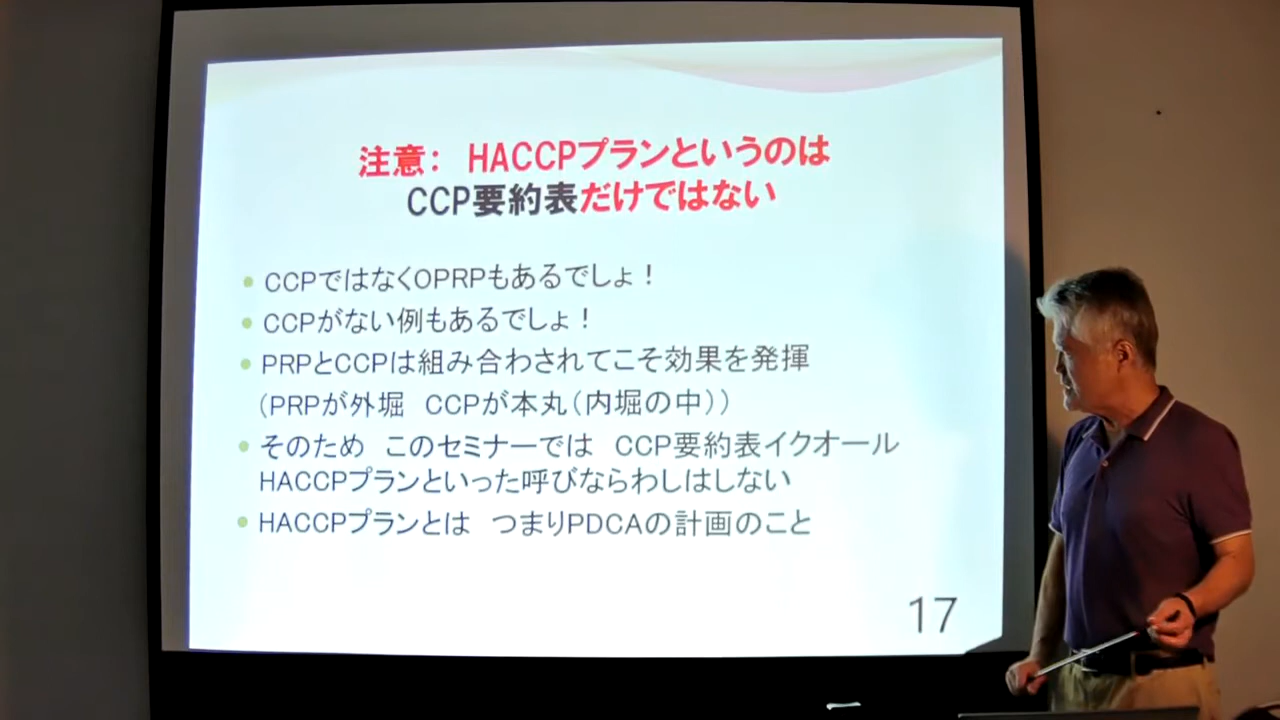 注意： HACCPプランというのは
CCP要約表だけではない
• CCPではなくOPRPもあるでしょ！
• CCPがない例もあるでしょ！
• PRPとCCPは組み合わされてこそ効果を発揮
（PRPが外堀 CCPが本丸（内堀の中））
• そのため このセミナーでは CCP要約表イクオール
HACCPプランといった呼びならわしはしない
• HACCPプランとは つまりPDCAの計画のこと
17